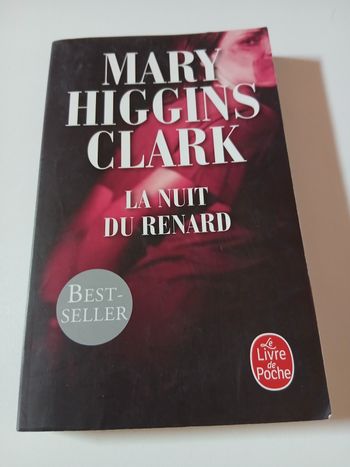 MARY
HIGGINS
CLARK
LA NUIT
DU RENARD
BEST-
SELLER
Le
Livre
de
Poche